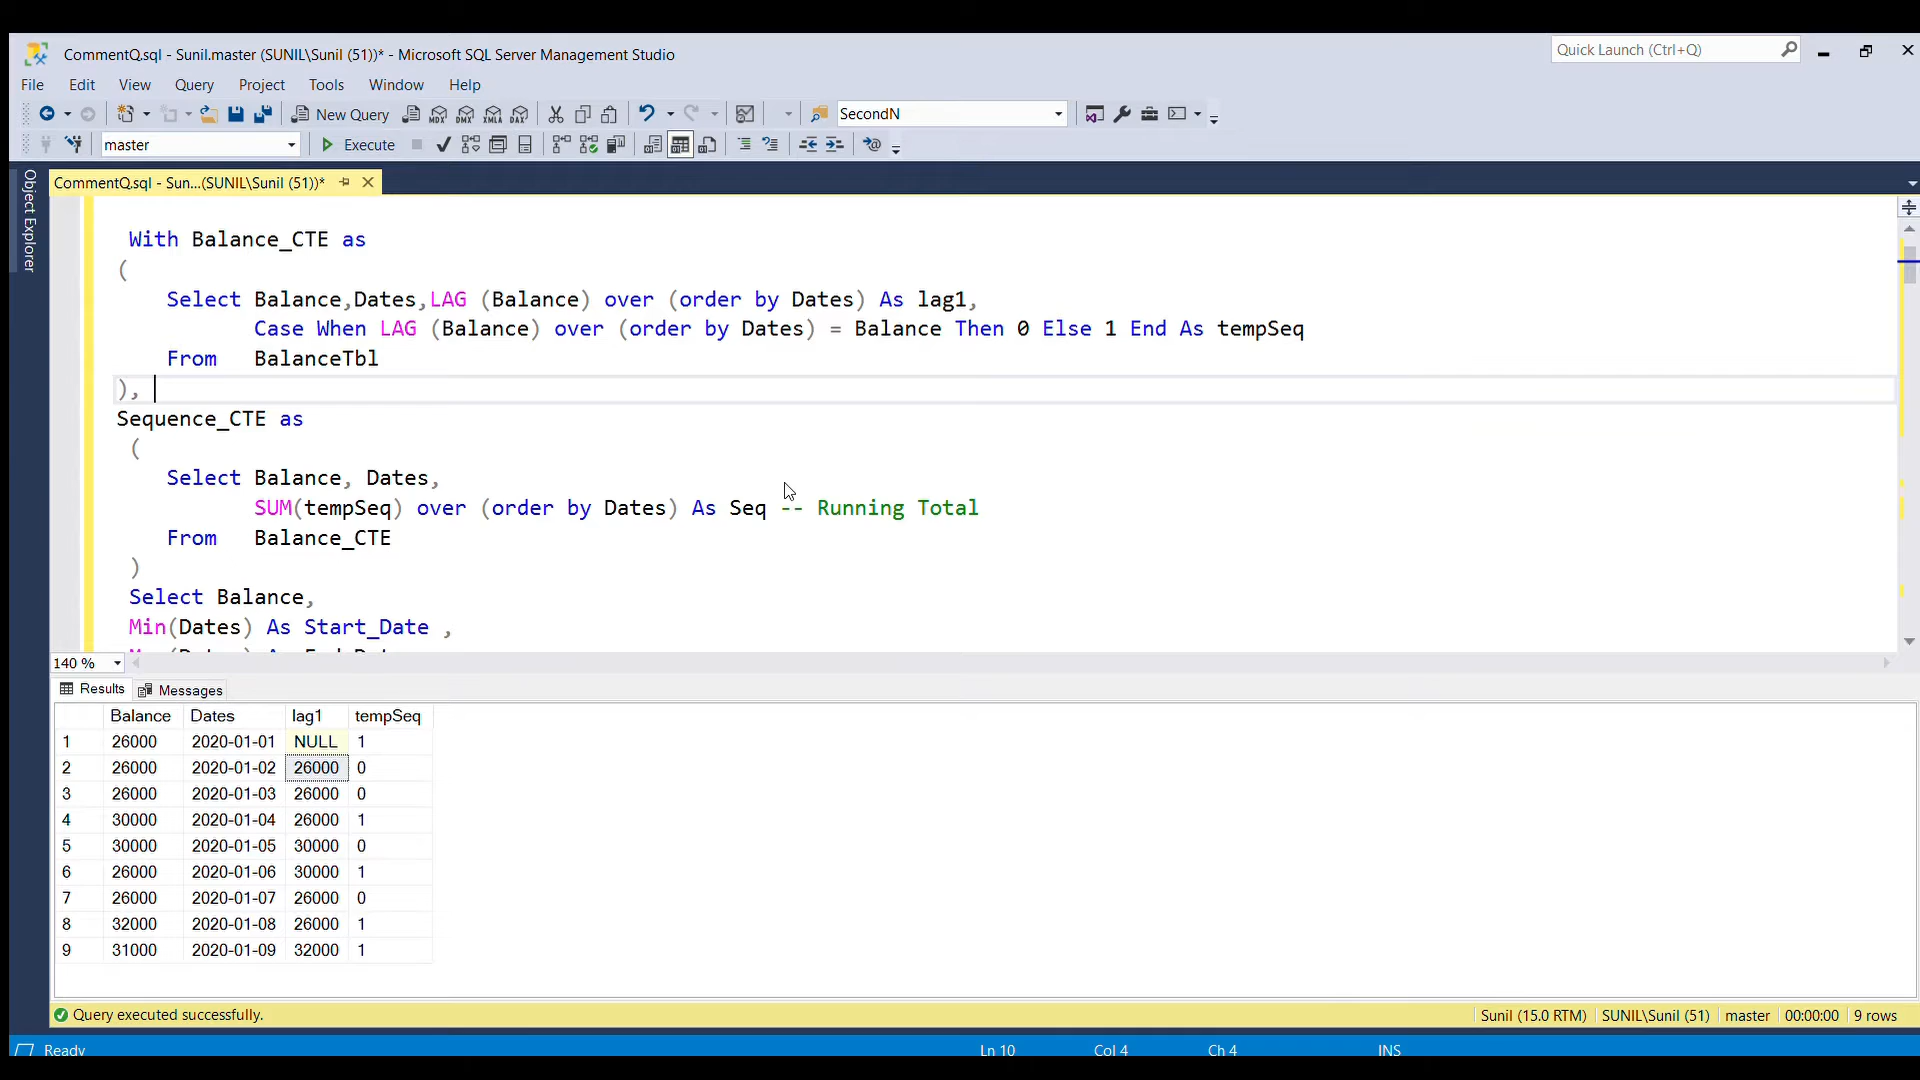 CommentQ.sql - Sunil.master (SUNIL\Sunil (51))* - Microsoft SQL Server Management Studio
Quick Launch (Ctrl+Q)
File Edit View Query Project Tools Window Help
New Query
MDX DMX XMLA DAX
SecondN
master
Execute
Object Explorer
CommentQ.sql - Sun...(SUNIL\Sunil (51))*
With Balance_CTE as
(
Select Balance,Dates,LAG (Balance) over (order by Dates) As lag1,
Case When LAG (Balance) over (order by Dates) = Balance Then 0 Else 1 End As tempSeq
From BalanceTbl
),
Sequence_CTE as
(
Select Balance, Dates,
SUM(tempSeq) over (order by Dates) As Seq -- Running Total
From Balance_CTE
)
Select Balance,
Min(Dates) As Start_Date ,
140 %
Results Messages
Balance Dates lag1 tempSeq
1 26000 2020-01-01 NULL 1
2 26000 2020-01-02 26000 0
3 26000 2020-01-03 26000 0
4 30000 2020-01-04 26000 1
5 30000 2020-01-05 30000 0
6 26000 2020-01-06 30000 1
7 26000 2020-01-07 26000 0
8 32000 2020-01-08 26000 1
9 31000 2020-01-09 32000 1
Query executed successfully.
Sunil (15.0 RTM) SUNIL\Sunil (51) master 00:00:00 9 rows
Ready Ln 10 Col 4 Ch 4 INS